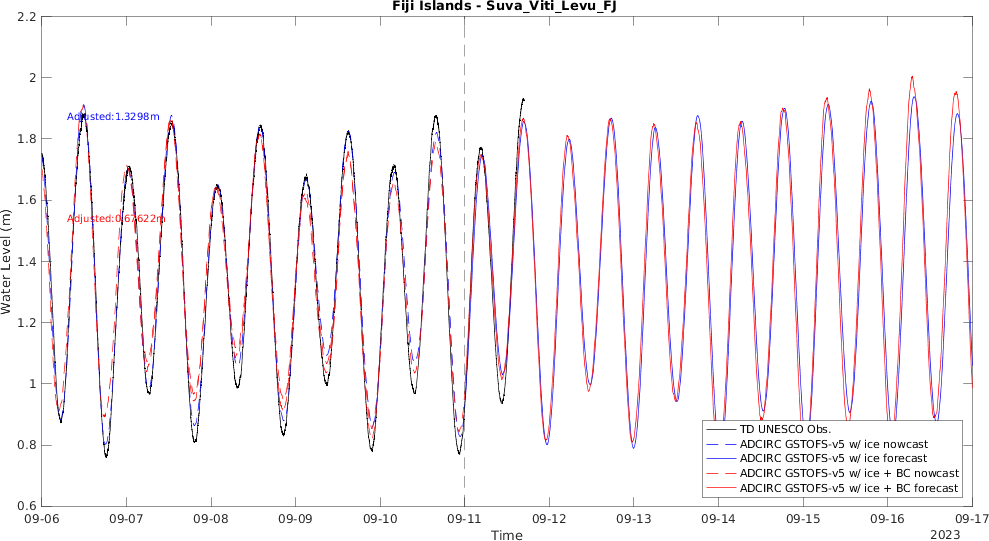 Fiji Islands - Suva_Viti_Levu_FJ
2.2
2
1.8
1.6
1.4
1.2
1
0.8
0.6
Water Level (m)
Adjusted:1.3298m
Adjusted:0.67622m
TD UNESCO Obs.
ADCIRC GSTOFS-v5 w/ ice nowcast
ADCIRC GSTOFS-v5 w/ ice forecast
ADCIRC GSTOFS-v5 w/ ice + BC nowcast
ADCIRC GSTOFS-v5 w/ ice + BC forecast
09-06 09-07 09-08 09-09 09-10 09-11 09-12 09-13 09-14 09-15 09-16 09-17
Time
2023